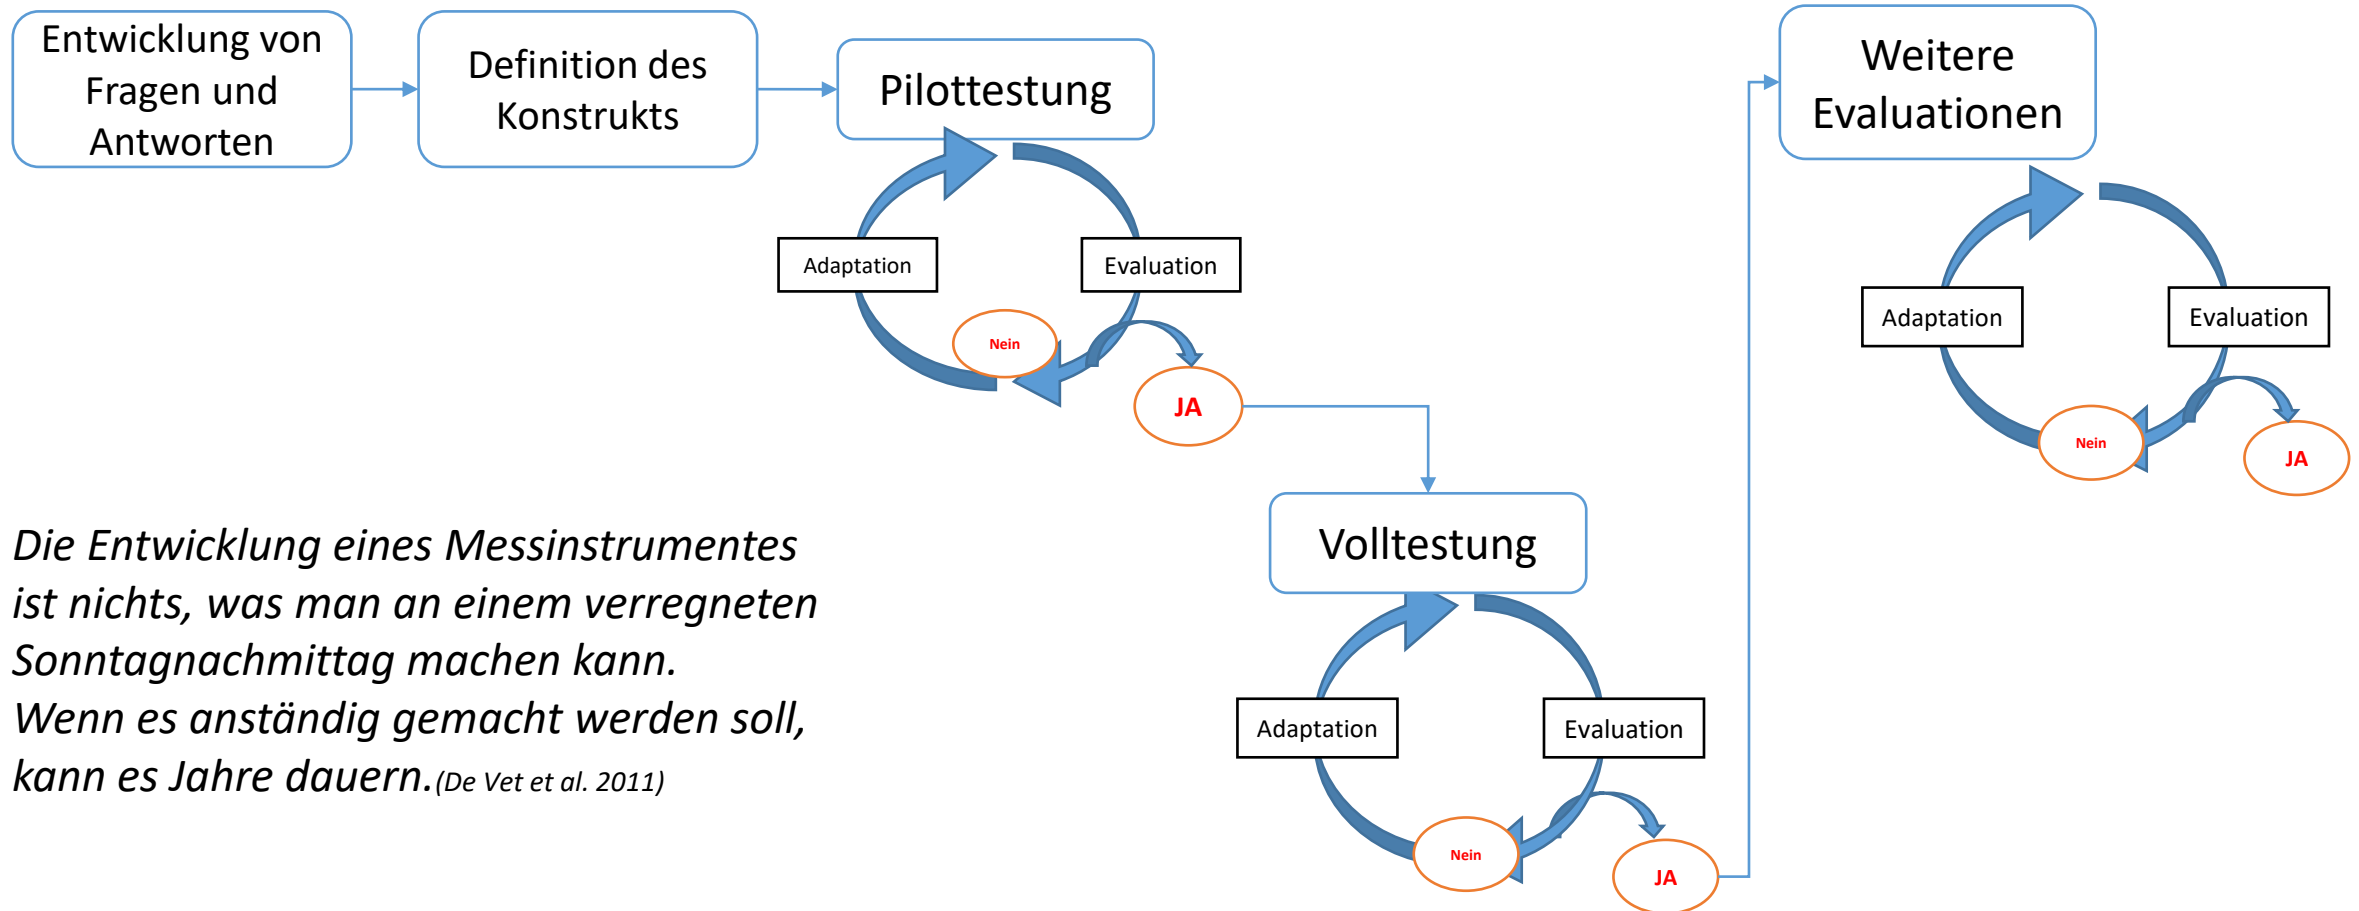 Entwicklung von
Fragen und
Antworten
Definition des
Konstrukts
Pilottestung
Adaptation
Evaluation
Nein
JA
Volltestung
Adaptation
Evaluation
Nein
JA
Weitere
Evaluationen
Adaptation
Evaluation
Nein
JA
Die Entwicklung eines Messinstrumentes
ist nichts, was man an einem verregneten
Sonntagnachmittag machen kann.
Wenn es anständig gemacht werden soll,
kann es Jahre dauern.(De Vet et al. 2011)